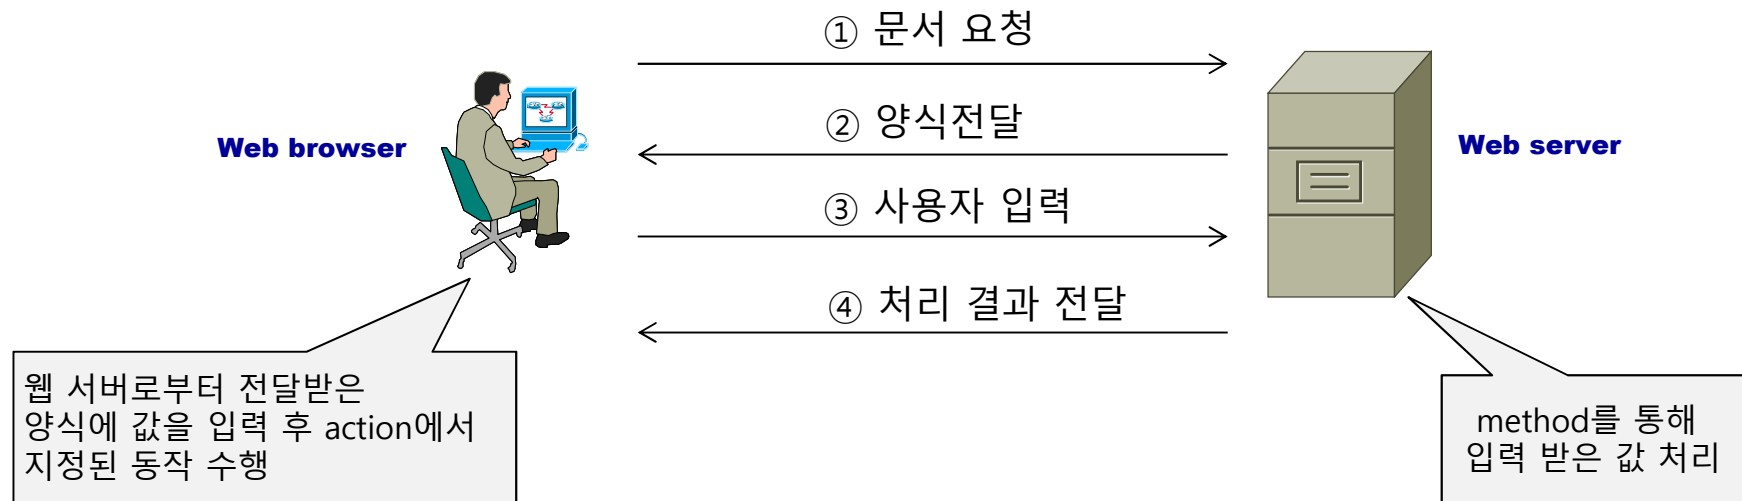 ① 문서 요청
② 양식전달
Web browser
Web server
③ 사용자 입력
④ 처리 결과 전달
웹 서버로부터 전달받은
양식에 값을 입력 후 action에서
지정된 동작 수행
method를 통해
입력 받은 값 처리